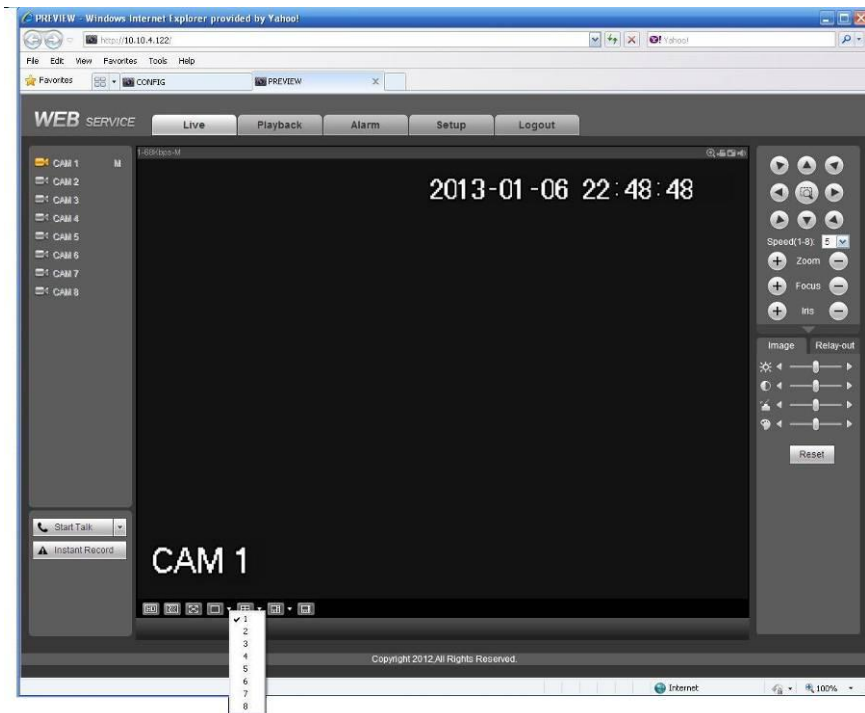 PREVIEW - Windows Internet Explorer provided by Yahoo!
http://10.10.4.122/
Yahoo!
File Edit View Favorites Tools Help
Favorites
CONFIG
PREVIEW
WEB SERVICE
Live
Playback
Alarm
Setup
Logout
CAM 1 M
CAM 2
CAM 3
CAM 4
CAM 5
CAM 6
CAM 7
CAM 8
Start Talk
Instant Record
2013-01-06 22:48:48
CAM 1
1
2
3
4
5
6
7
8
Speed(1-8): 5
Zoom
Focus
Iris
Image
Relay-out
Reset
Copyright 2012,All Rights Reserved.
Internet
100%